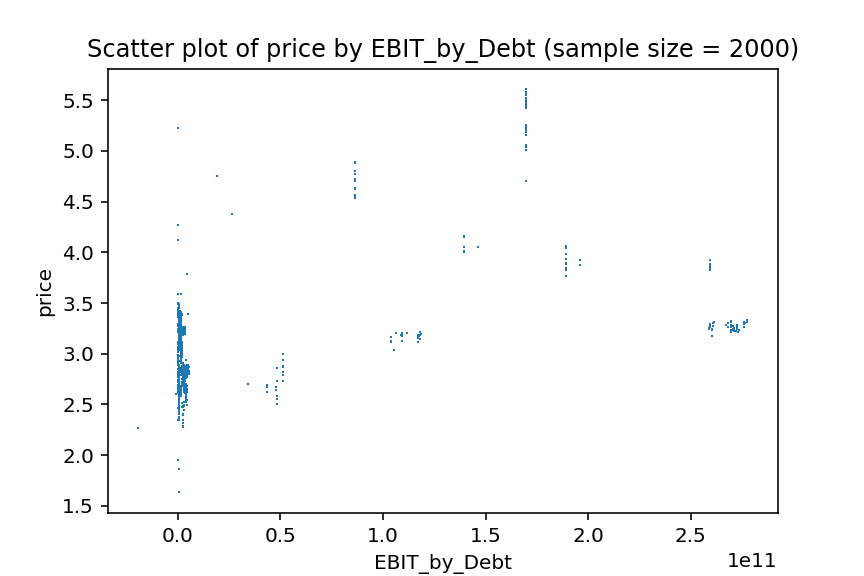 Scatter plot of price by EBIT_by_Debt (sample size = 2000)
5.5
5.0
4.5
4.0
3.5
3.0
2.5
2.0
1.5
price
0.0 0.5 1.0 1.5 2.0 2.5
EBIT_by_Debt 1e11